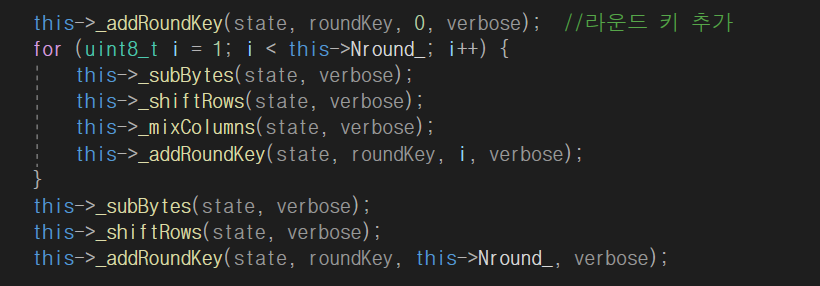 this->_addRoundKey(state, roundKey, 0, verbose);  //라운드 키 추가
for (uint8_t i = 1; i < this->Nround_; i++) {
    this->_subBytes(state, verbose);
    this->_shiftRows(state, verbose);
    this->_mixColumns(state, verbose);
    this->_addRoundKey(state, roundKey, i, verbose);
}
this->_subBytes(state, verbose);
this->_shiftRows(state, verbose);
this->_addRoundKey(state, roundKey, this->Nround_, verbose);